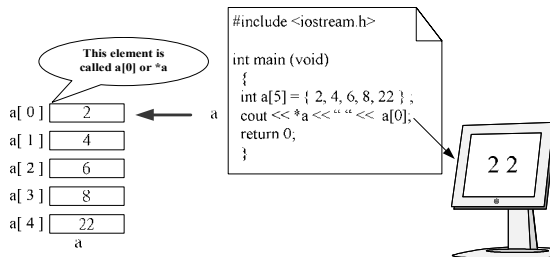 This element is
called a[0] or *a
a[ 0 ] 2
a[ 1 ] 4
a[ 2 ] 6
a[ 3 ] 8
a[ 4 ] 22
a
a
#include <iostream.h>
int main (void)
{
int a[5] = { 2, 4, 6, 8, 22 } ;
cout << *a << “ “ << a[0];
return 0;
}
2 2